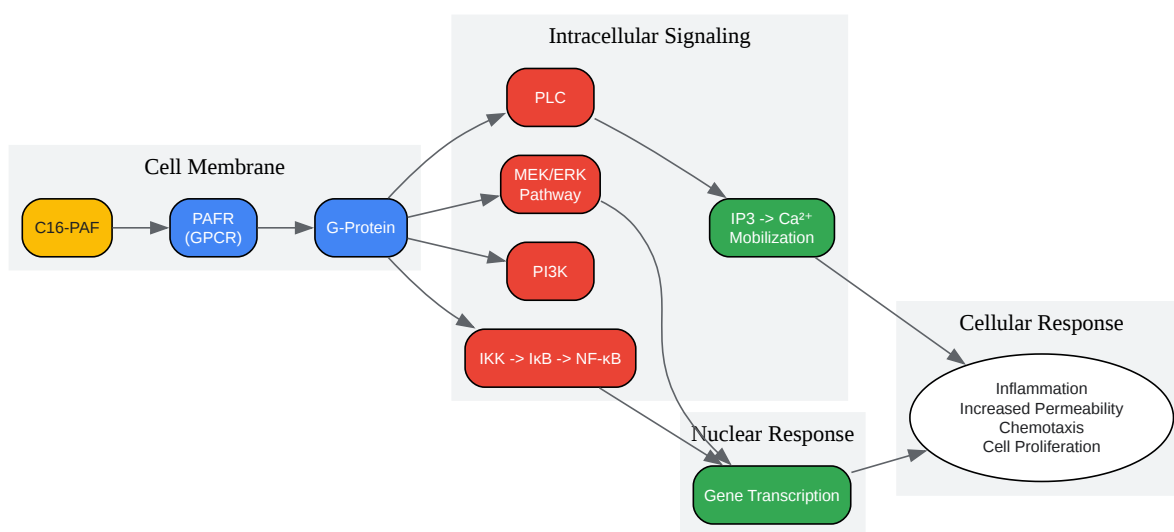 Intracellular Signaling
PLC
Cell Membrane
MEK/ERK
Pathway
C16-PAF
PAFR
(GPCR)
G-Protein
IP3 -> Ca²⁺
Mobilization
PI3K
Cellular Response
IKK -> IκB -> NF-κB
Inflammation
Increased Permeability
Chemotaxis
Cell Proliferation
Nuclear Response
Gene Transcription